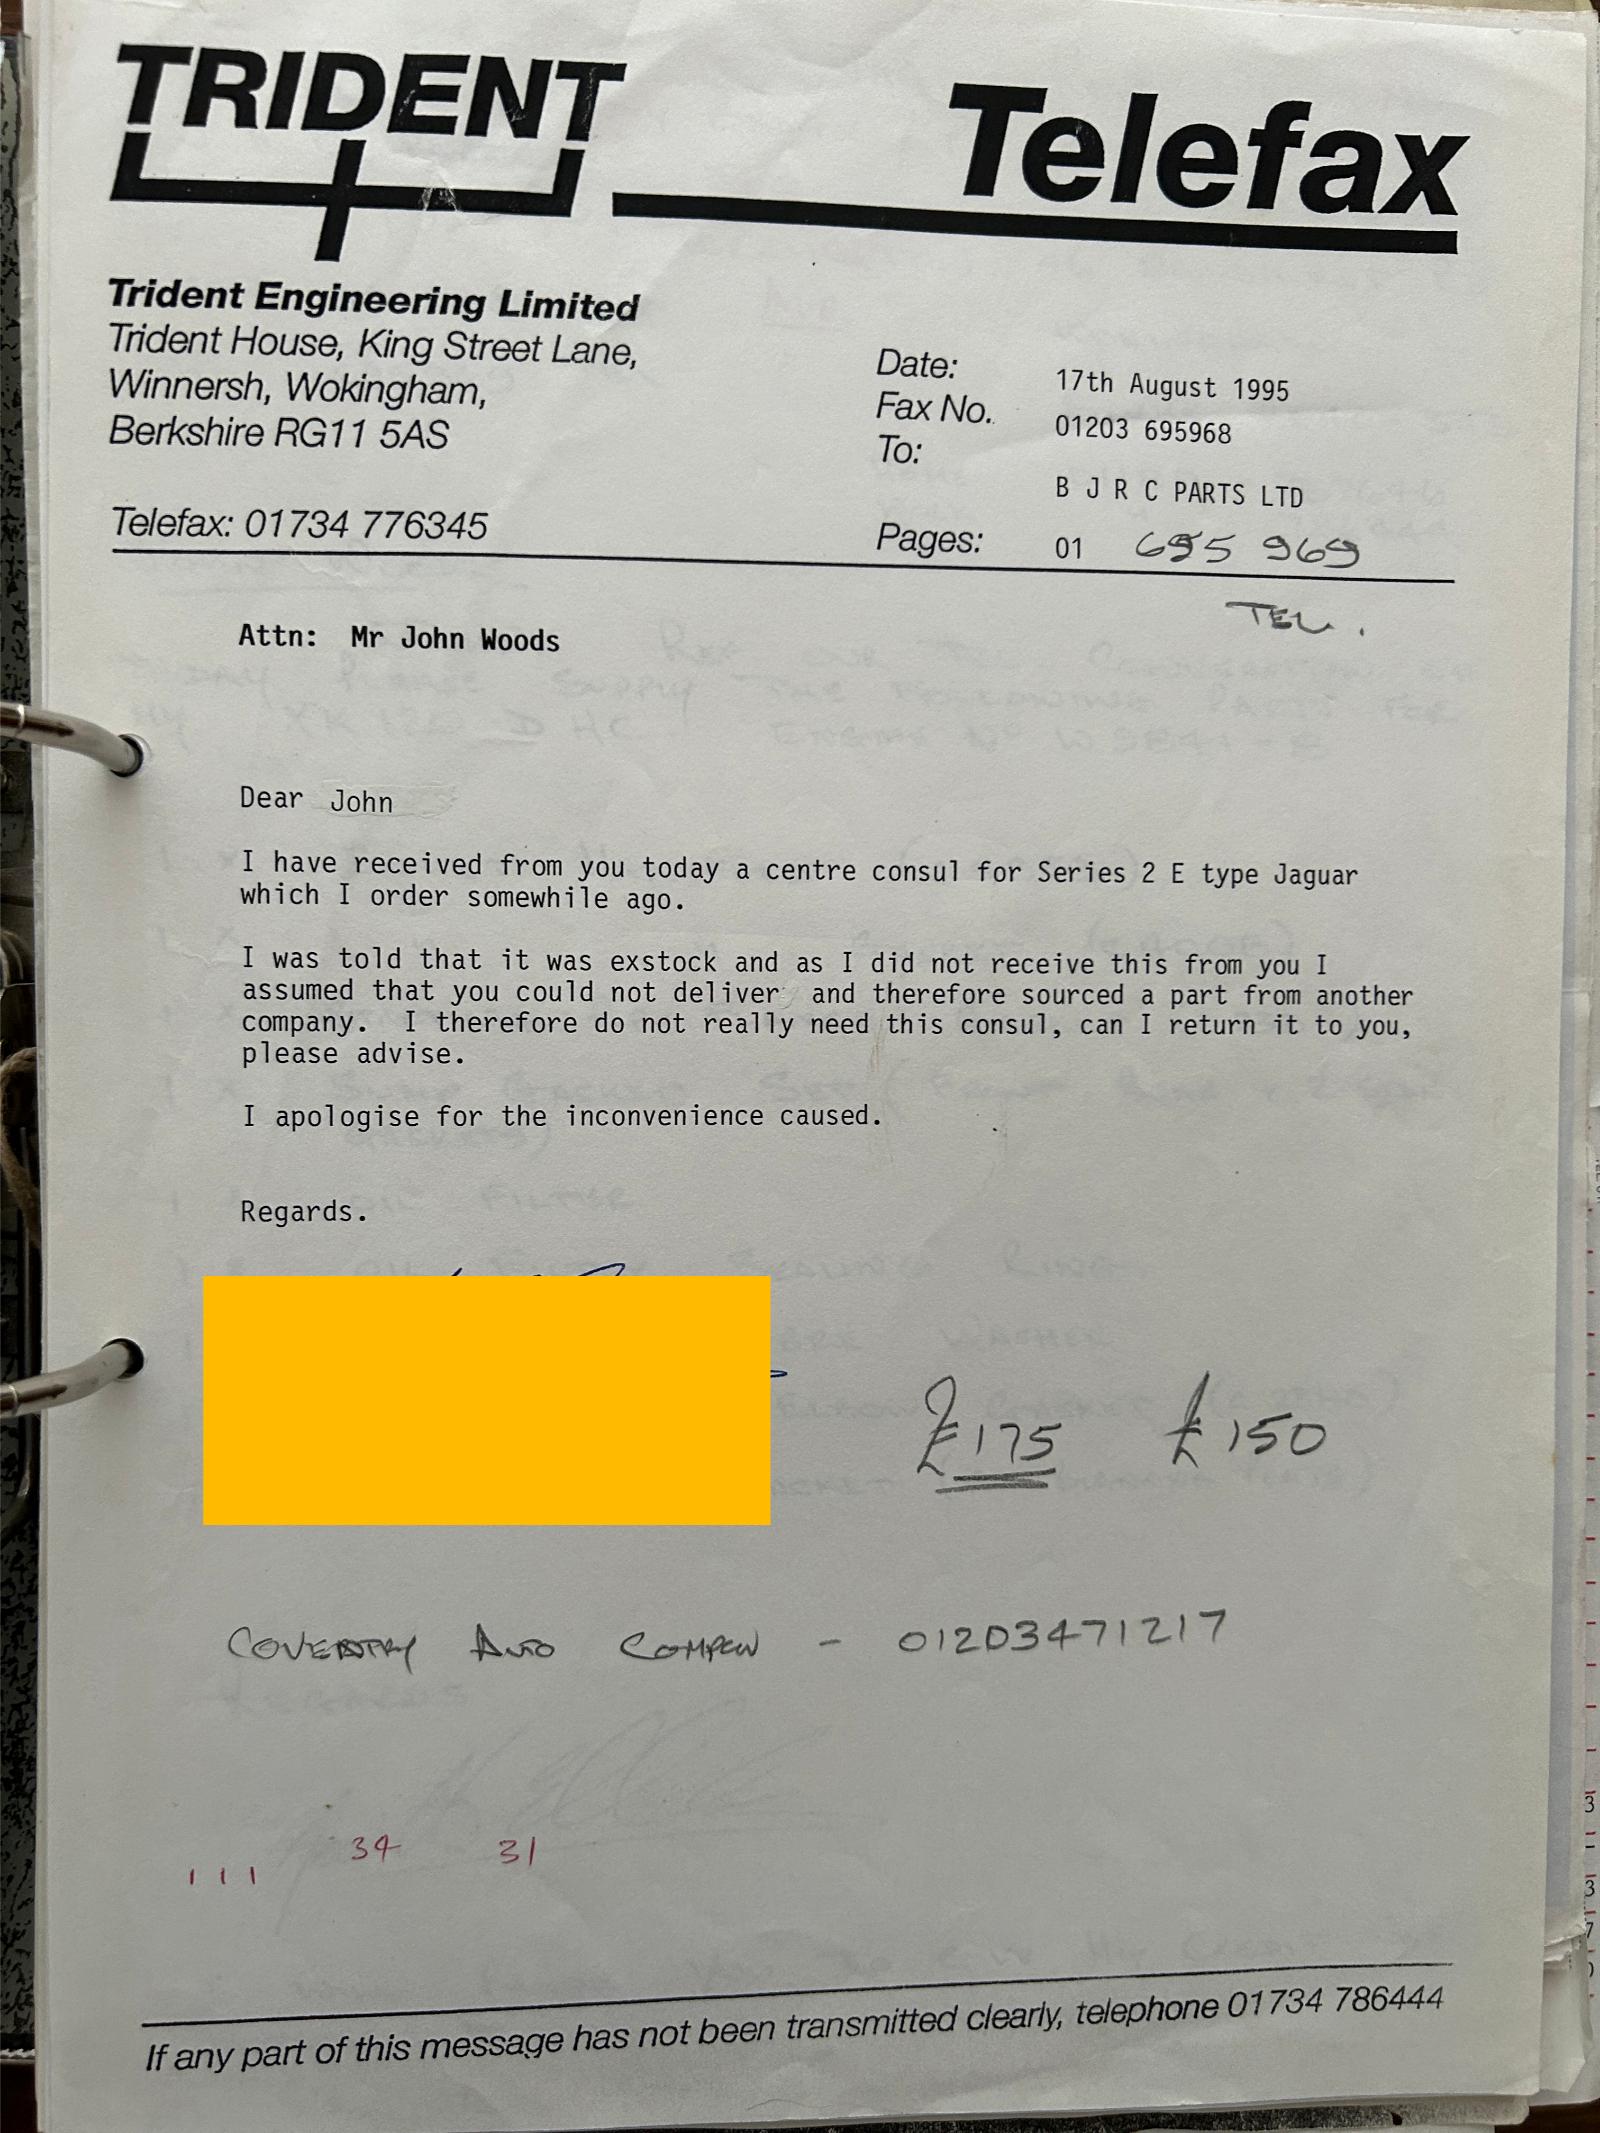 TRIDENT
Telefax
Trident Engineering Limited
Trident House, King Street Lane,
Winnersh, Wokingham,
Berkshire RG11 5AS
Telefax: 01734 776345
Date: 17th August 1995
Fax No. 01203 695968
To:
B J R C PARTS LTD
Pages: 01 695 969
TEL.
Attn: Mr John Woods
Dear John
I have received from you today a centre consul for Series 2 E type Jaguar
which I order somewhile ago.
I was told that it was exstock and as I did not receive this from you I
assumed that you could not deliver and therefore sourced a part from another
company. I therefore do not really need this consul, can I return it to you,
please advise.
I apologise for the inconvenience caused.
Regards.
£175 £150
COVENTRY AUTO - 01203471217
34 31
If any part of this message has not been transmitted clearly, telephone 01734 786444